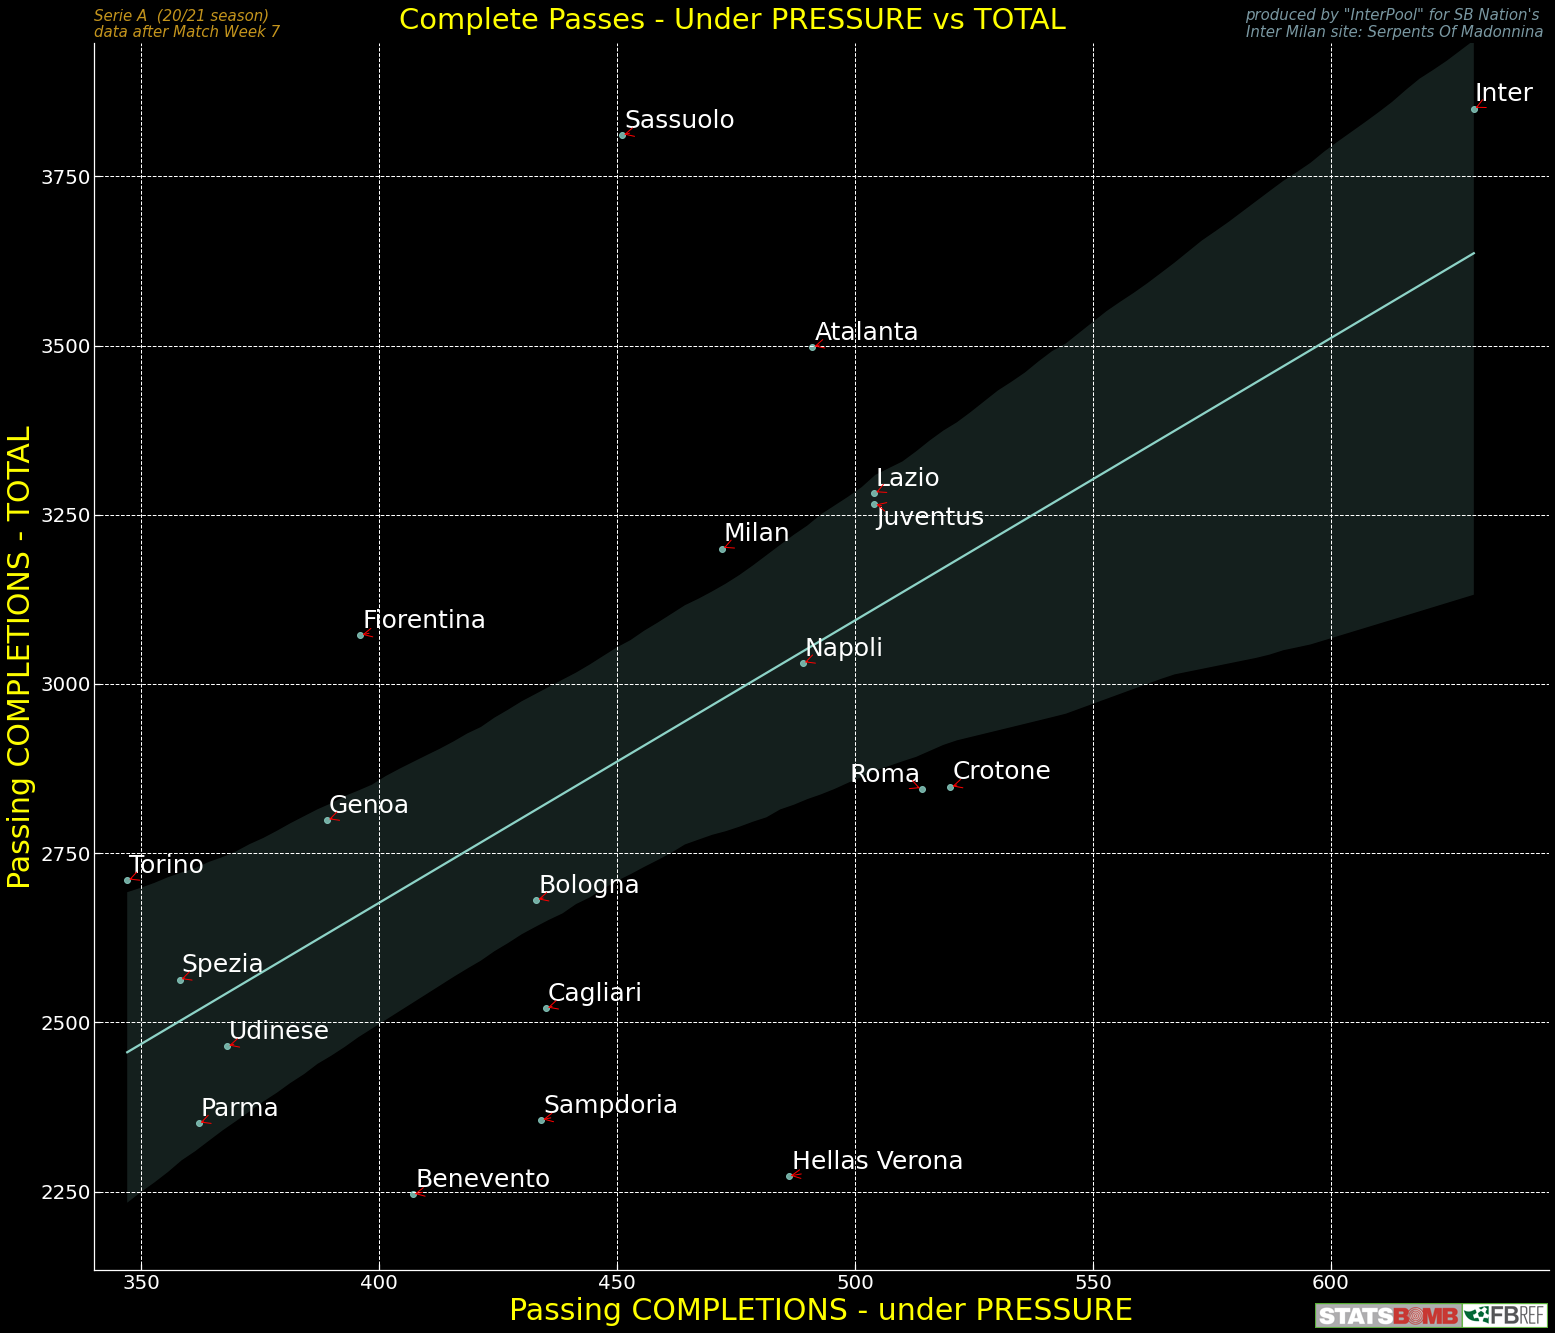 Serie A  (20/21 season)
data after Match Week 7
Complete Passes - Under PRESSURE vs TOTAL
produced by "InterPool" for SB Nation's
Inter Milan site: Serpents Of Madonnina
Inter
Sassuolo
3750
Atalanta
3500
Lazio
Juventus
3250
Milan
Fiorentina
Napoli
3000
Roma
Crotone
Genoa
2750
Torino
Bologna
Spezia
Cagliari
2500
Udinese
Parma
Sampdoria
Hellas Verona
Benevento
2250
Passing COMPLETIONS - TOTAL
350
400
450
500
550
600
Passing COMPLETIONS - under PRESSURE
STATSBOMB
FBREF